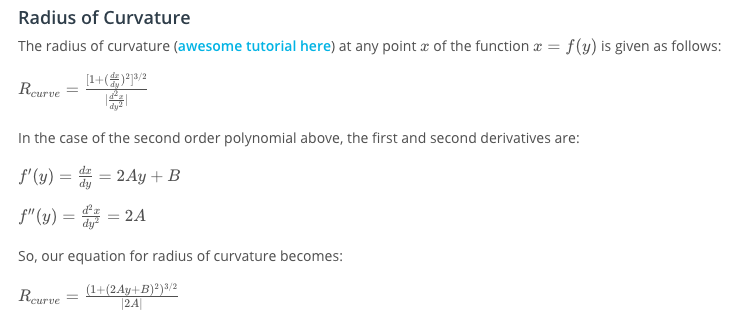 Radius of Curvature
The radius of curvature (awesome tutorial here) at any point x of the function x = f(y) is given as follows:
R_{curve} = \frac{[1+(\frac{dx}{dy})^2]^{3/2}}{|\frac{d^2x}{dy^2}|}
In the case of the second order polynomial above, the first and second derivatives are:
f'(y) = \frac{dx}{dy} = 2Ay + B
f''(y) = \frac{d^2x}{dy^2} = 2A
So, our equation for radius of curvature becomes:
R_{curve} = \frac{(1+(2Ay+B)^2)^{3/2}}{|2A|}